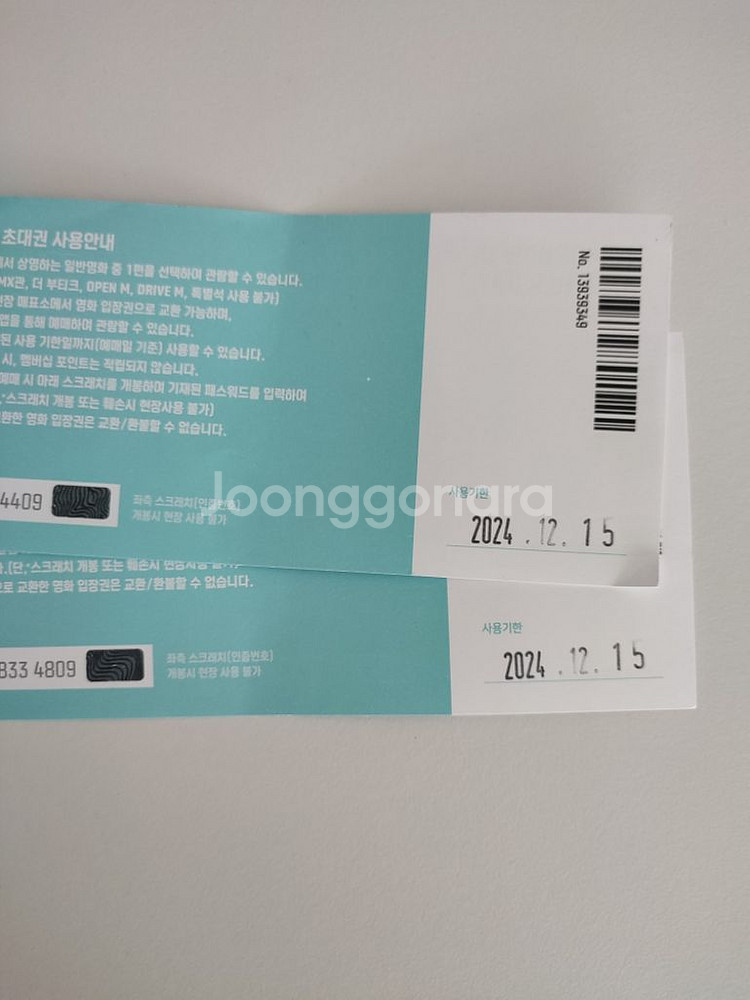 초대권 사용안내
에서 상영하는 일반영화 중 1편을 선택하여 관람할 수 있습니다.
MX관, 더 부티크, OPEN M, DRIVE M, 특별석 사용 불가)
현장 매표소에서 영화 입장권으로 교환 가능하며,
앱을 통해 예매하여 관람할 수 있습니다.
된 사용 기한일까지(예매일 기준) 사용할 수 있습니다.
시, 멤버십 포인트는 적립되지 않습니다.
예매 시 아래 스크래치를 개봉하여 기재된 패스워드를 입력하여
스크래치 개봉 또는 훼손시 현장사용 불가)
교환한 영화 입장권은 교환/환불할 수 없습니다.
4409
좌측 스크래치(인증번호)
개봉시 현장 사용 불가
No. 13939349
사용기한
2024.12.15
Joonggonara
(단, 스크래치 개봉 또는 훼손시 현장사용 불가)
로 교환한 영화 입장권은 교환/환불할 수 없습니다.
833 4809
좌측 스크래치(인증번호)
개봉시 현장 사용 불가
사용기한
2024.12.15